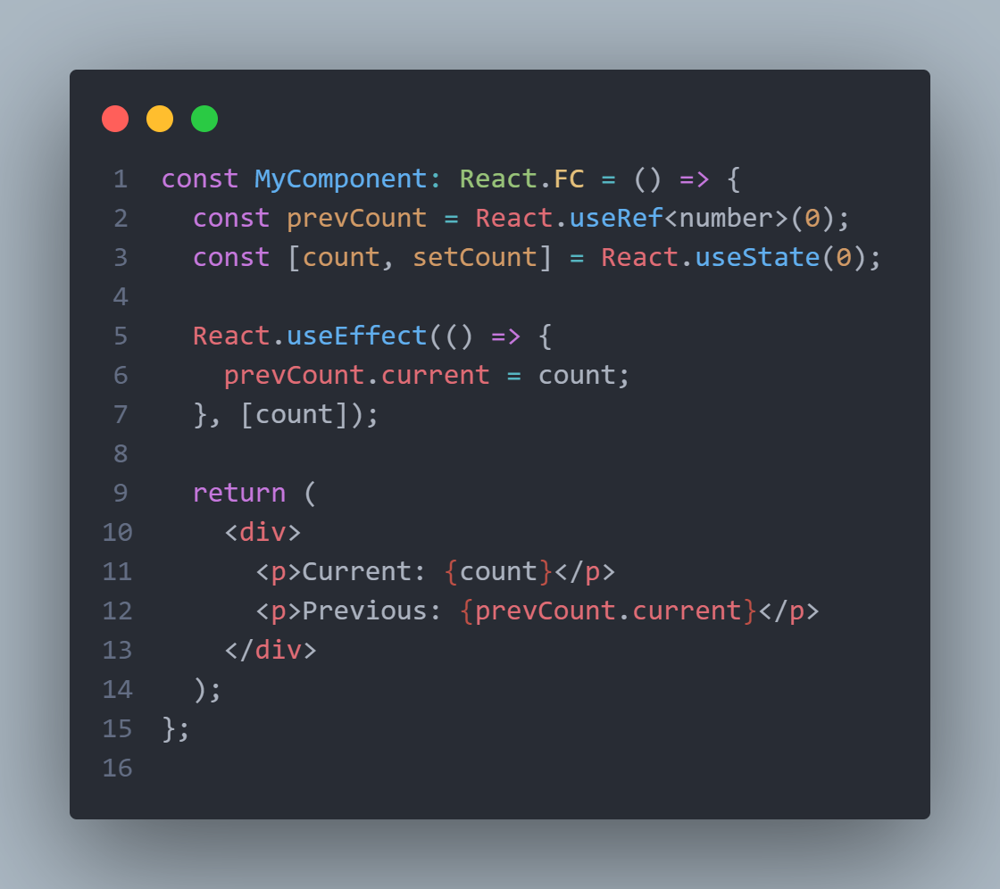 1 const MyComponent: React.FC = () => {
2   const prevCount = React.useRef<number>(0);
3   const [count, setCount] = React.useState(0);
4
5   React.useEffect(() => {
6     prevCount.current = count;
7   }, [count]);
8
9   return (
10     <div>
11       <p>Current: {count}</p>
12       <p>Previous: {prevCount.current}</p>
13     </div>
14   );
15 };
16